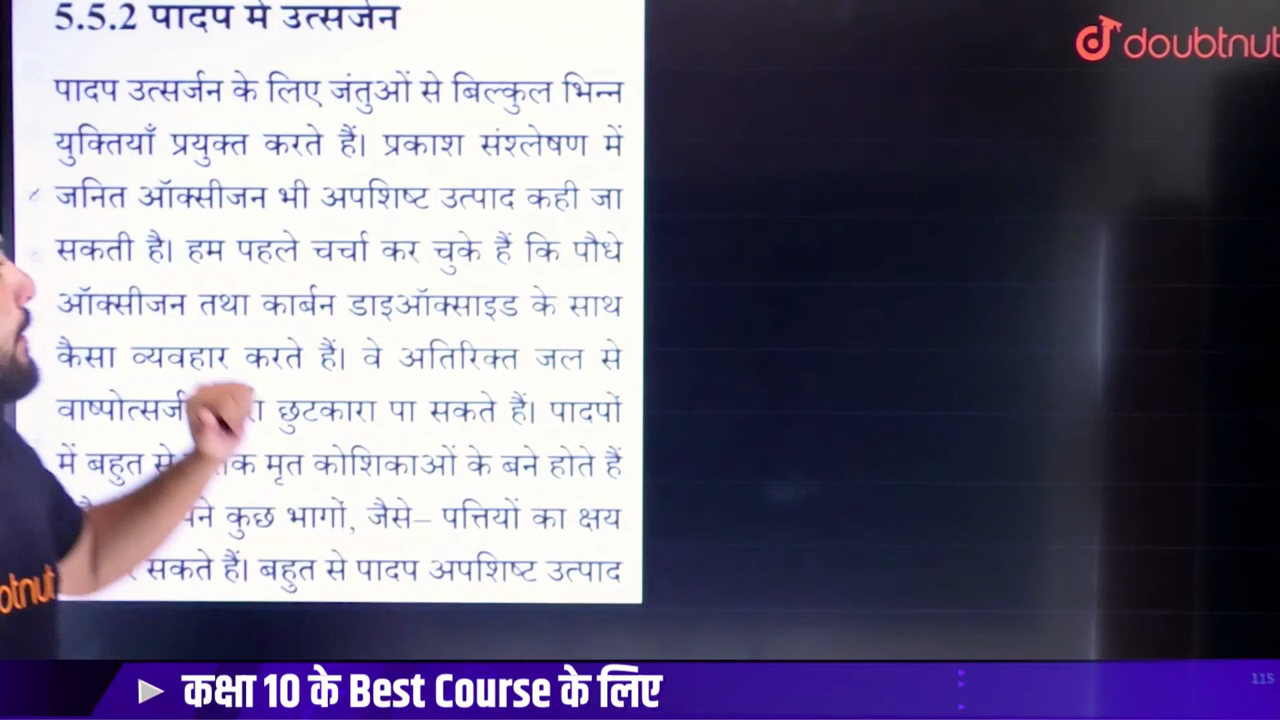 5.5.2 पादप में उत्सर्जन
doubtnut
पादप उत्सर्जन के लिए जंतुओं से बिल्कुल भिन्न
युक्तियाँ प्रयुक्त करते हैं। प्रकाश संश्लेषण में
जनित ऑक्सीजन भी अपशिष्ट उत्पाद कही जा
सकती है। हम पहले चर्चा कर चुके हैं कि पौधे
ऑक्सीजन तथा कार्बन डाइऑक्साइड के साथ
कैसा व्यवहार करते हैं। वे अतिरिक्त जल से
छुटकारा पा सकते हैं। पादपों
में बहुत से मृत कोशिकाओं के बने होते हैं
कुछ भागों, जैसे– पत्तियों का क्षय
सकते हैं। बहुत से पादप अपशिष्ट उत्पाद
कक्षा 10 के Best Course के लिए
115